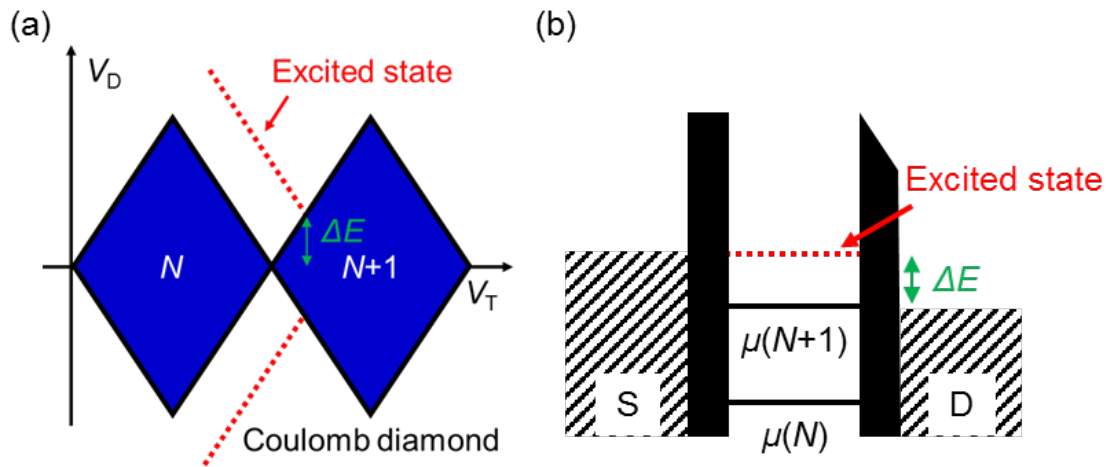 (a)
V_D
Excited state
ΔE
N
N+1
V_T
Coulomb diamond
(b)
Excited state
ΔE
μ(N+1)
S
D
μ(N)